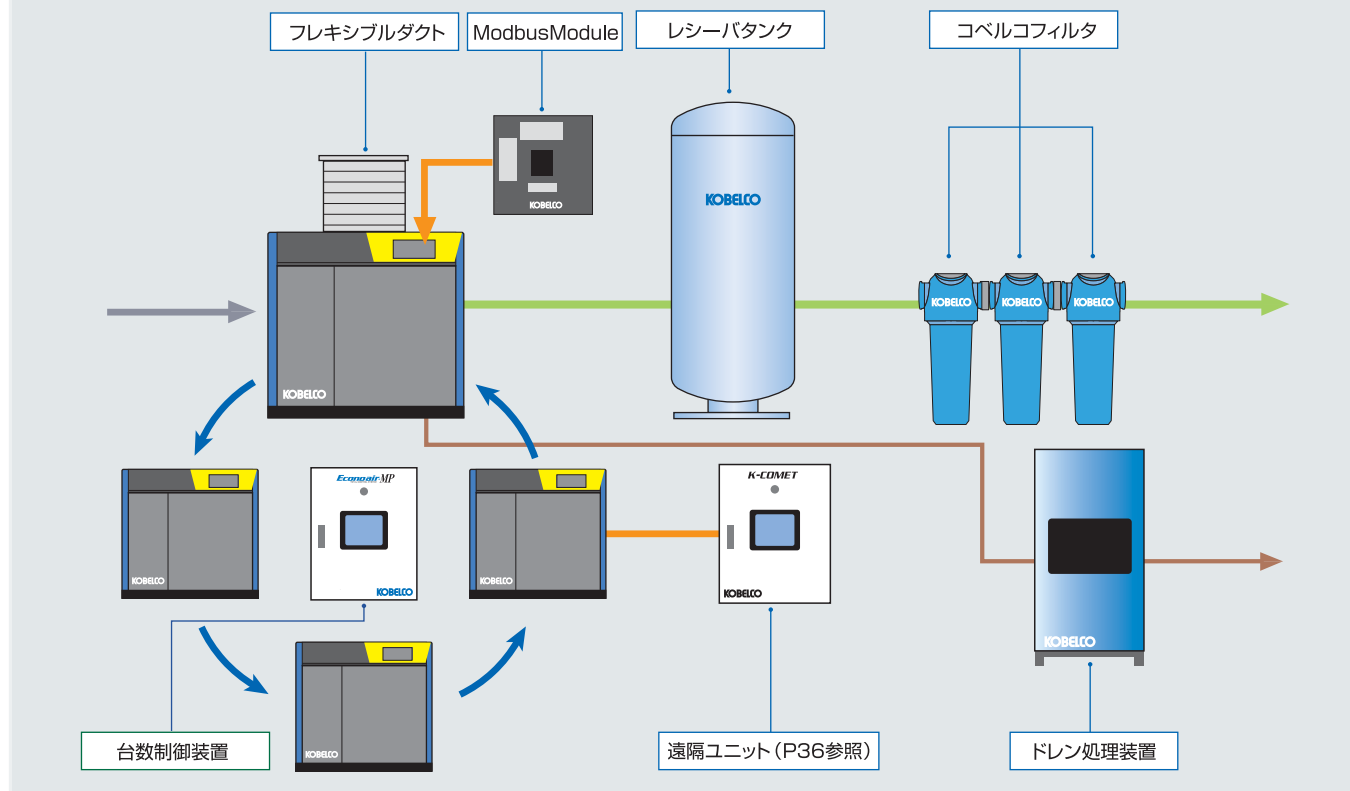 フレキシブルダクト
ModbusModule
レシーバタンク
コベルコフィルタ
KOBELCO
KOBELCO
KOBELCO
KOBELCO
KOBELCO
KOBELCO
Econoair MP
K-COMET
KOBELCO
KOBELCO
KOBELCO
KOBELCO
KOBELCO
KOBELCO
台数制御装置
KOBELCO
遠隔ユニット（P36参照）
ドレン処理装置